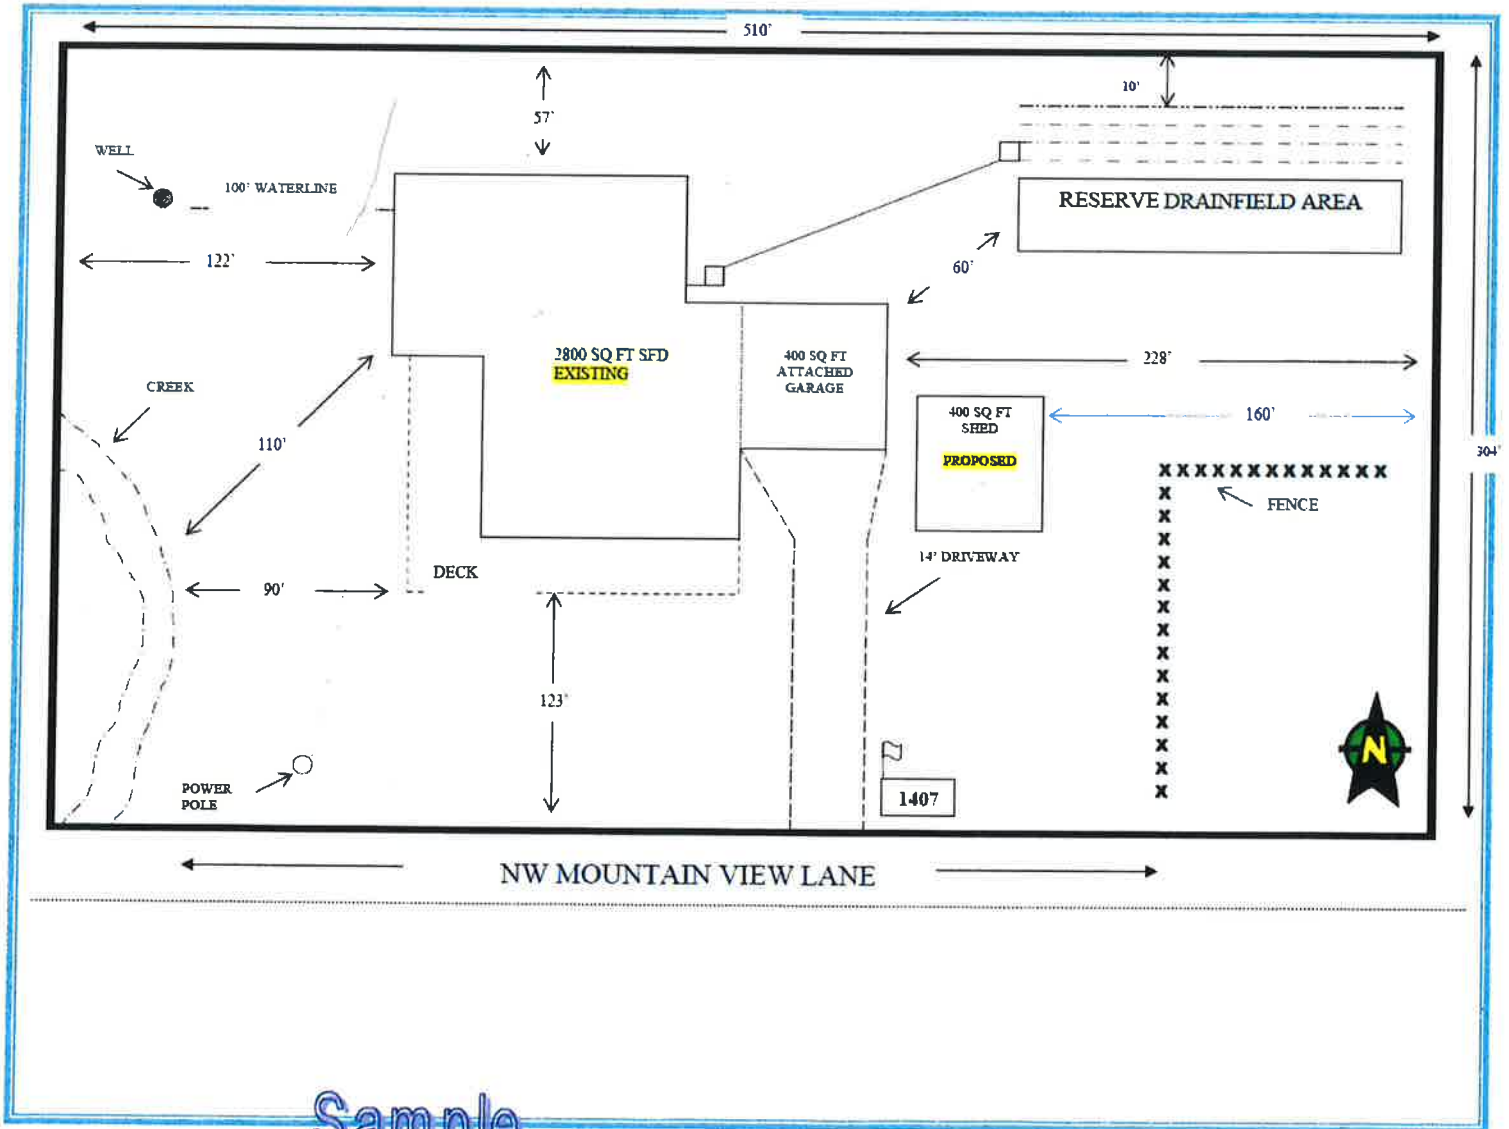 510'
57'
10'
WELL
100' WATERLINE
RESERVE DRAINFIELD AREA
122'
60'
2800 SQ FT SFD
EXISTING
400 SQ FT
ATTACHED
GARAGE
228'
CREEK
110'
400 SQ FT
SHED
PROPOSED
160'
304'
X X X X X X X X X X X X X
X
X
X
X
X
X
X
X
X
X
X
X
X
X
FENCE
14' DRIVEWAY
DECK
90'
123'
N
POWER
POLE
1407
NW MOUNTAIN VIEW LANE
Sample